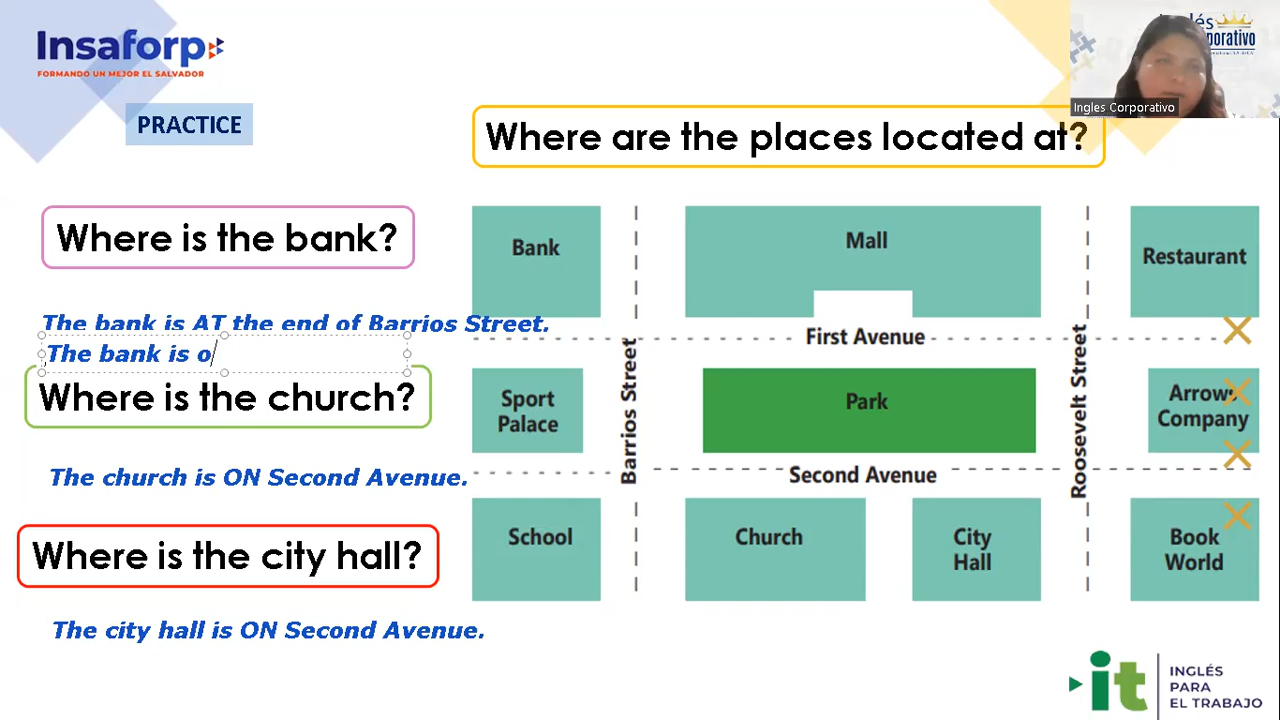 Insaforp
FORMANDO UN MEJOR EL SALVADOR
Ingles Corporativo
PRACTICE
Where are the places located at?
Where is the bank?
The bank is AT the end of Barrios Street.
The bank is o
Where is the church?
The church is ON Second Avenue.
Where is the city hall?
The city hall is ON Second Avenue.
Bank
Mall
Restaurant
First Avenue
Barrios Street
Roosevelt Street
Sport
Palace
Park
Arrows
Company
Second Avenue
School
Church
City
Hall
Book
World
it
INGLÉS
PARA
EL TRABAJO